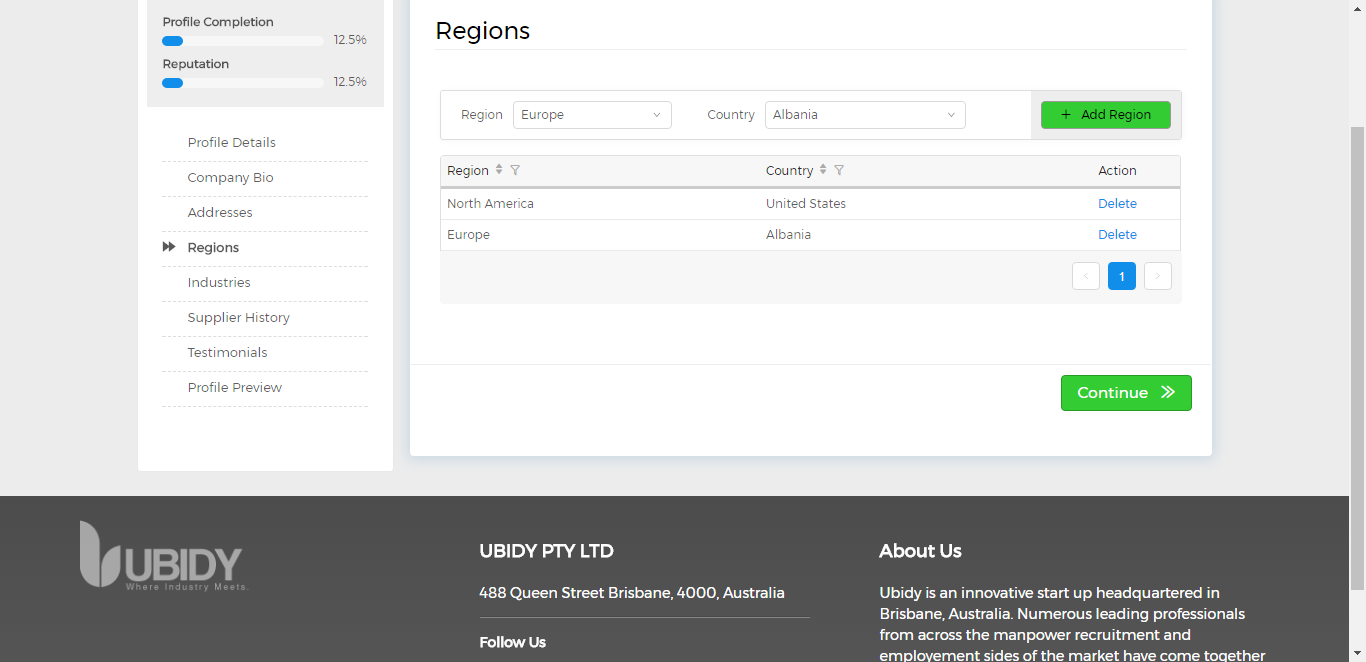 Profile Completion
12.5%
Reputation
12.5%
Profile Details
Company Bio
Addresses
Regions
Industries
Supplier History
Testimonials
Profile Preview
Regions
Region Europe Country Albania + Add Region
Region Country Action
North America United States Delete
Europe Albania Delete
1
Continue
UBIDY
Where Industry Meets.
UBIDY PTY LTD
488 Queen Street Brisbane, 4000, Australia
Follow Us
About Us
Ubidy is an innovative start up headquartered in
Brisbane, Australia. Numerous leading professionals
from across the manpower recruitment and
employement sides of the market have come together